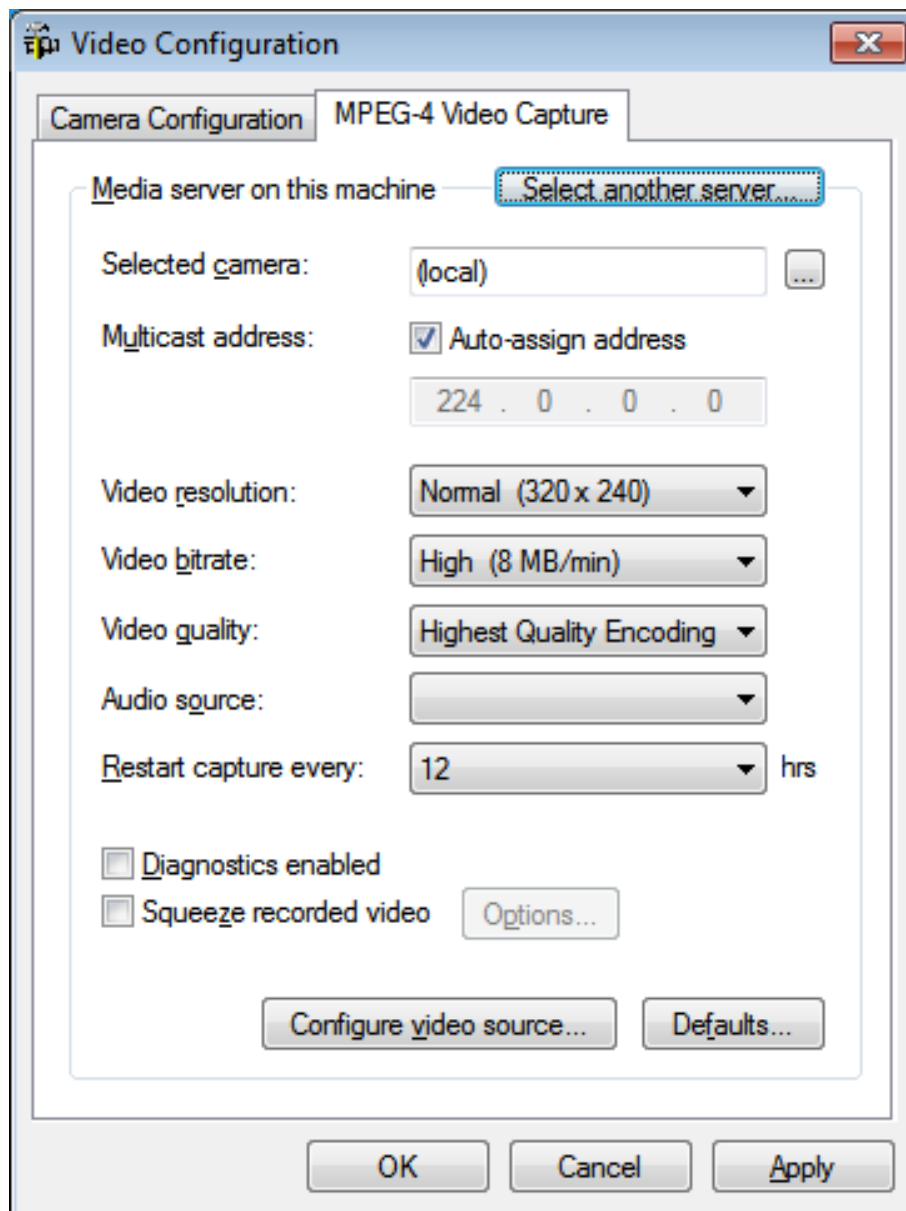 Video Configuration
Camera Configuration MPEG-4 Video Capture
Media server on this machine Select another server...
Selected camera: (local) ...
Multicast address: Auto-assign address
224 . 0 . 0 . 0
Video resolution: Normal (320 x 240)
Video bitrate: High (8 MB/min)
Video quality: Highest Quality Encoding
Audio source:
Restart capture every: 12 hrs
Diagnostics enabled
Squeeze recorded video Options...
Configure video source... Defaults...
OK Cancel Apply